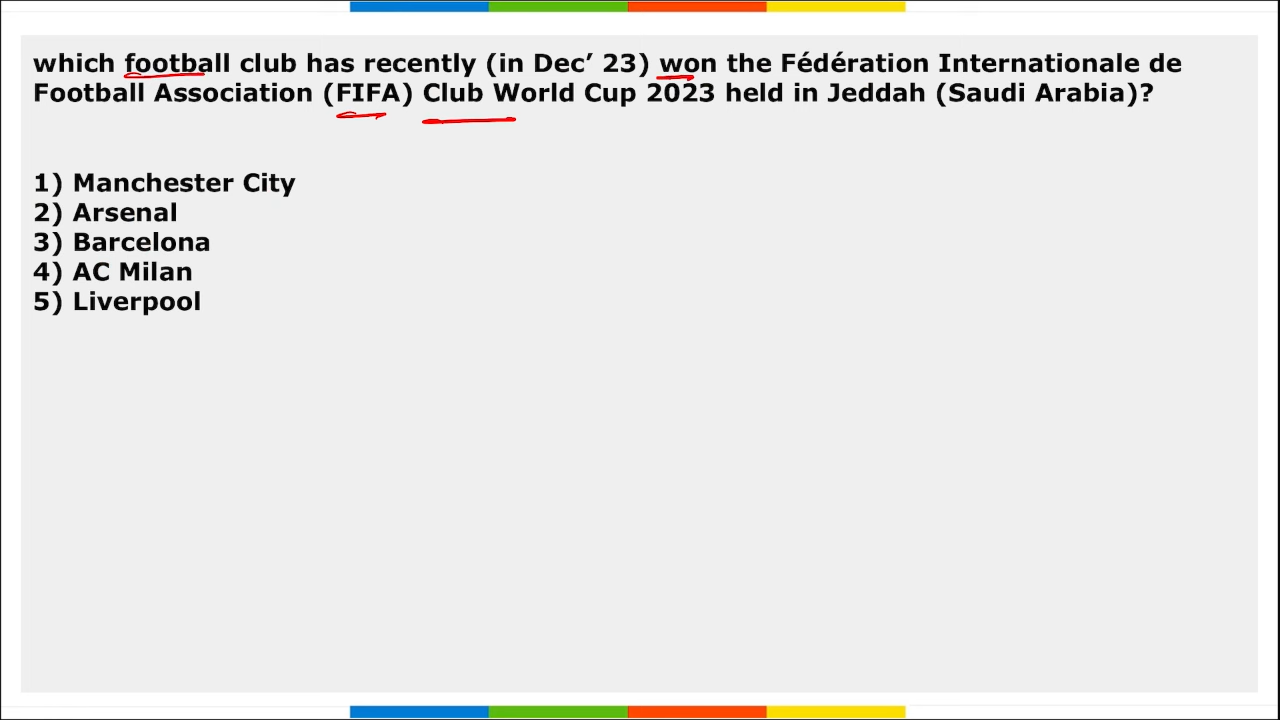 which football club has recently (in Dec’ 23) won the Fédération Internationale de
Football Association (FIFA) Club World Cup 2023 held in Jeddah (Saudi Arabia)?
1) Manchester City
2) Arsenal
3) Barcelona
4) AC Milan
5) Liverpool